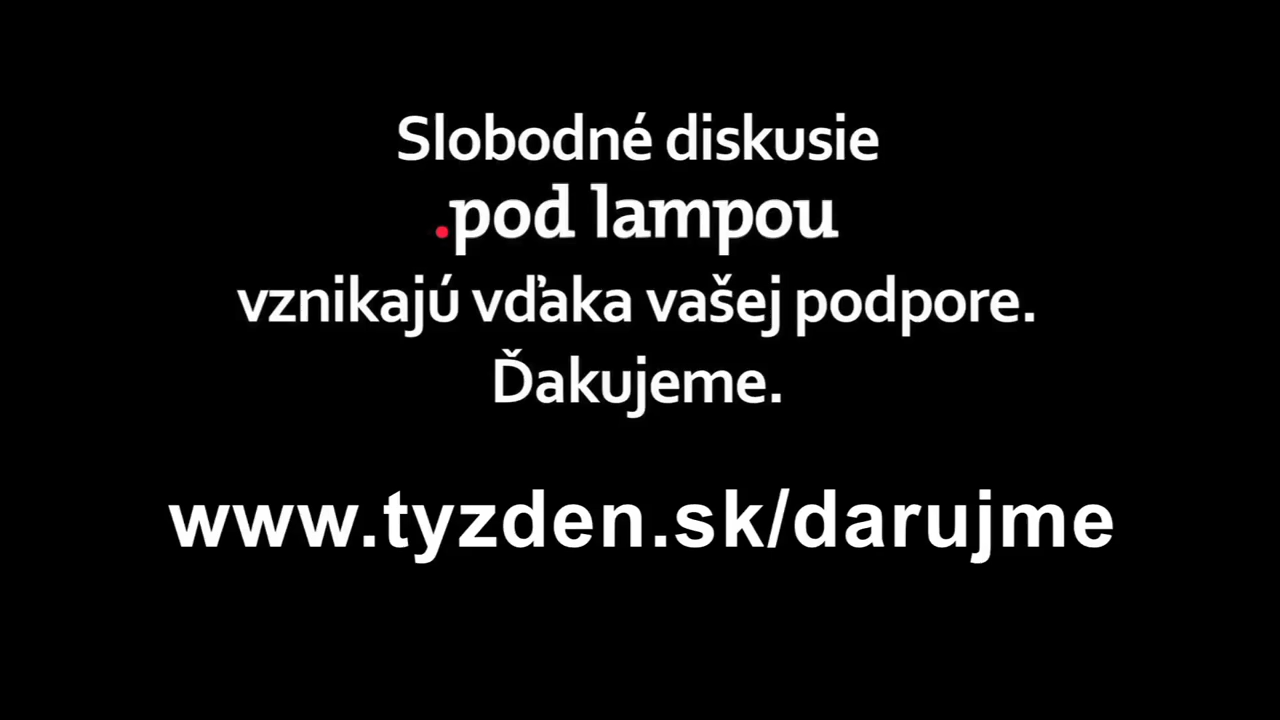 Slobodné diskusie
.pod lampou
vznikajú vďaka vašej podpore.
Ďakujeme.
www.tyzden.sk/darujme